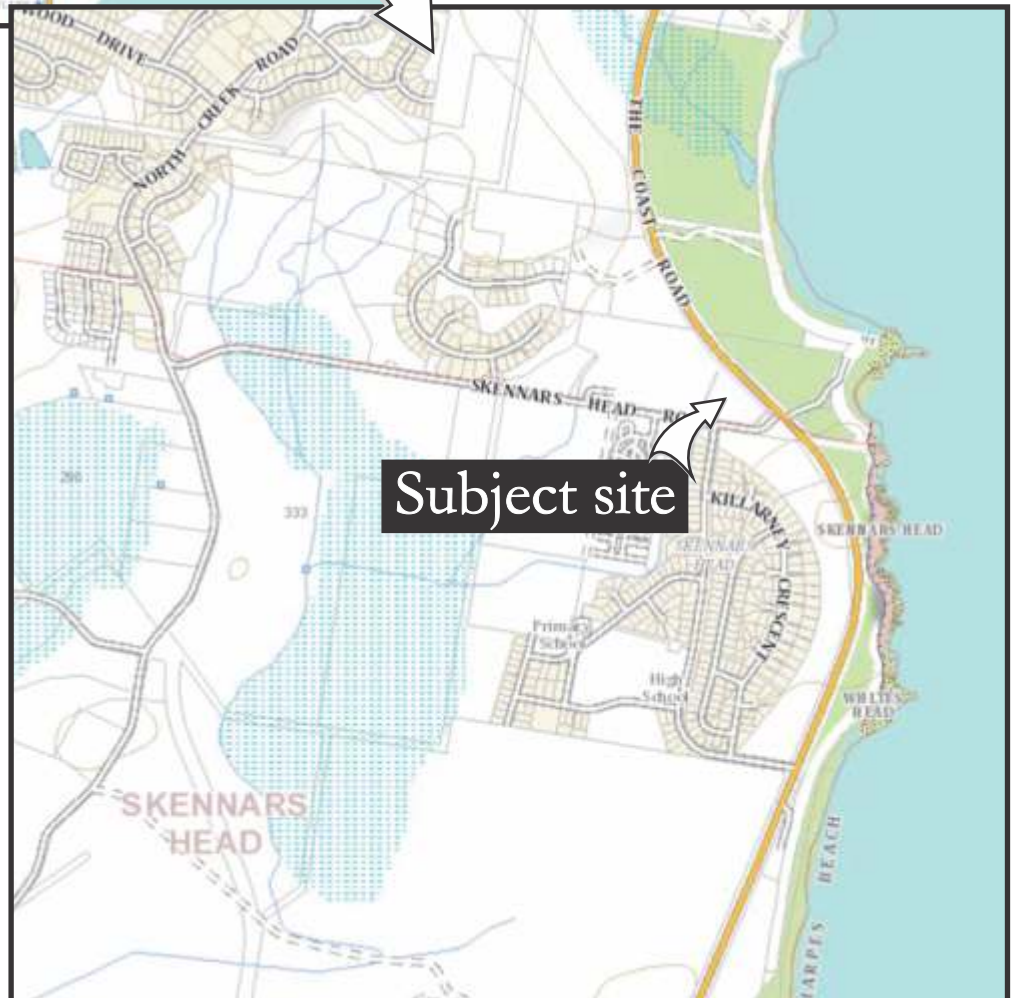 WOOD DRIVE
NORTH CREEK ROAD
THE COAST ROAD
SKENNARS HEAD
Subject site
KILLARNEY CRESCENT
SKENNARS HEAD
333
Primary
School
High
School
WHITES
HEAD
SKENNARS
HEAD
BEACH